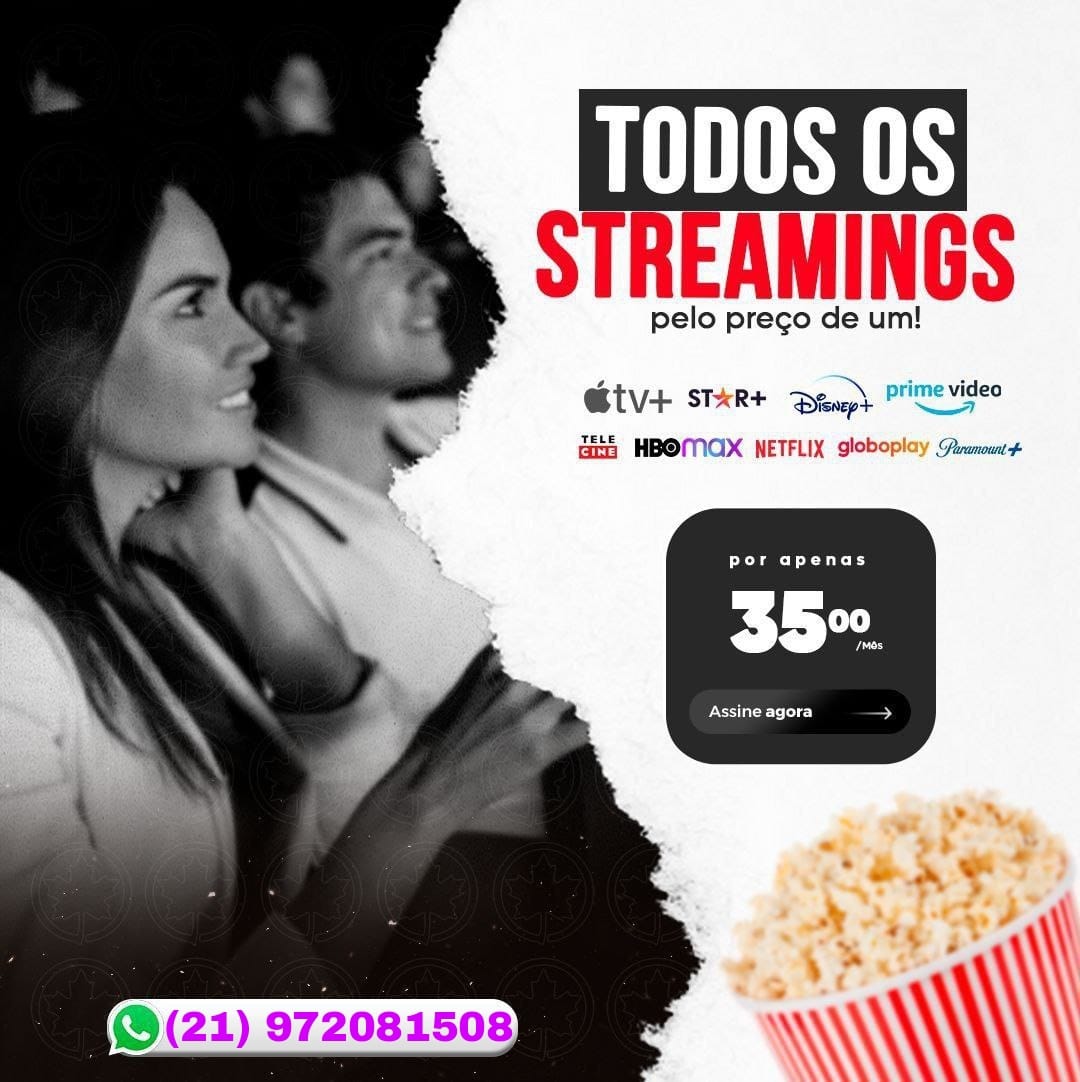 TODOS OS
STREAMINGS
pelo preço de um!
tv+ STAR+ Disney+ prime video
TELE CINE HBOmax NETFLIX globoplay Paramount+
por apenas
3500
/Mês
Assine agora
(21) 972081508